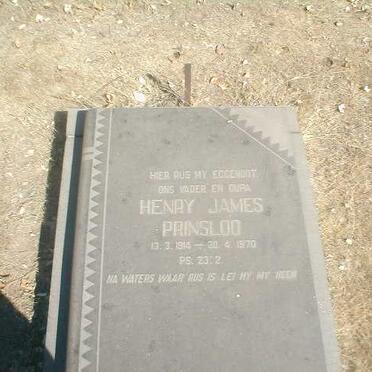 HIER RUS MY EGGENOOT
ONS VADER EN OUPA
HENRY JAMES
PRINSLOO
13.3.1914 — 20.4.1970
PS. 23:2
NA WATERS WAAR RUS IS LEI HY MY HEEN